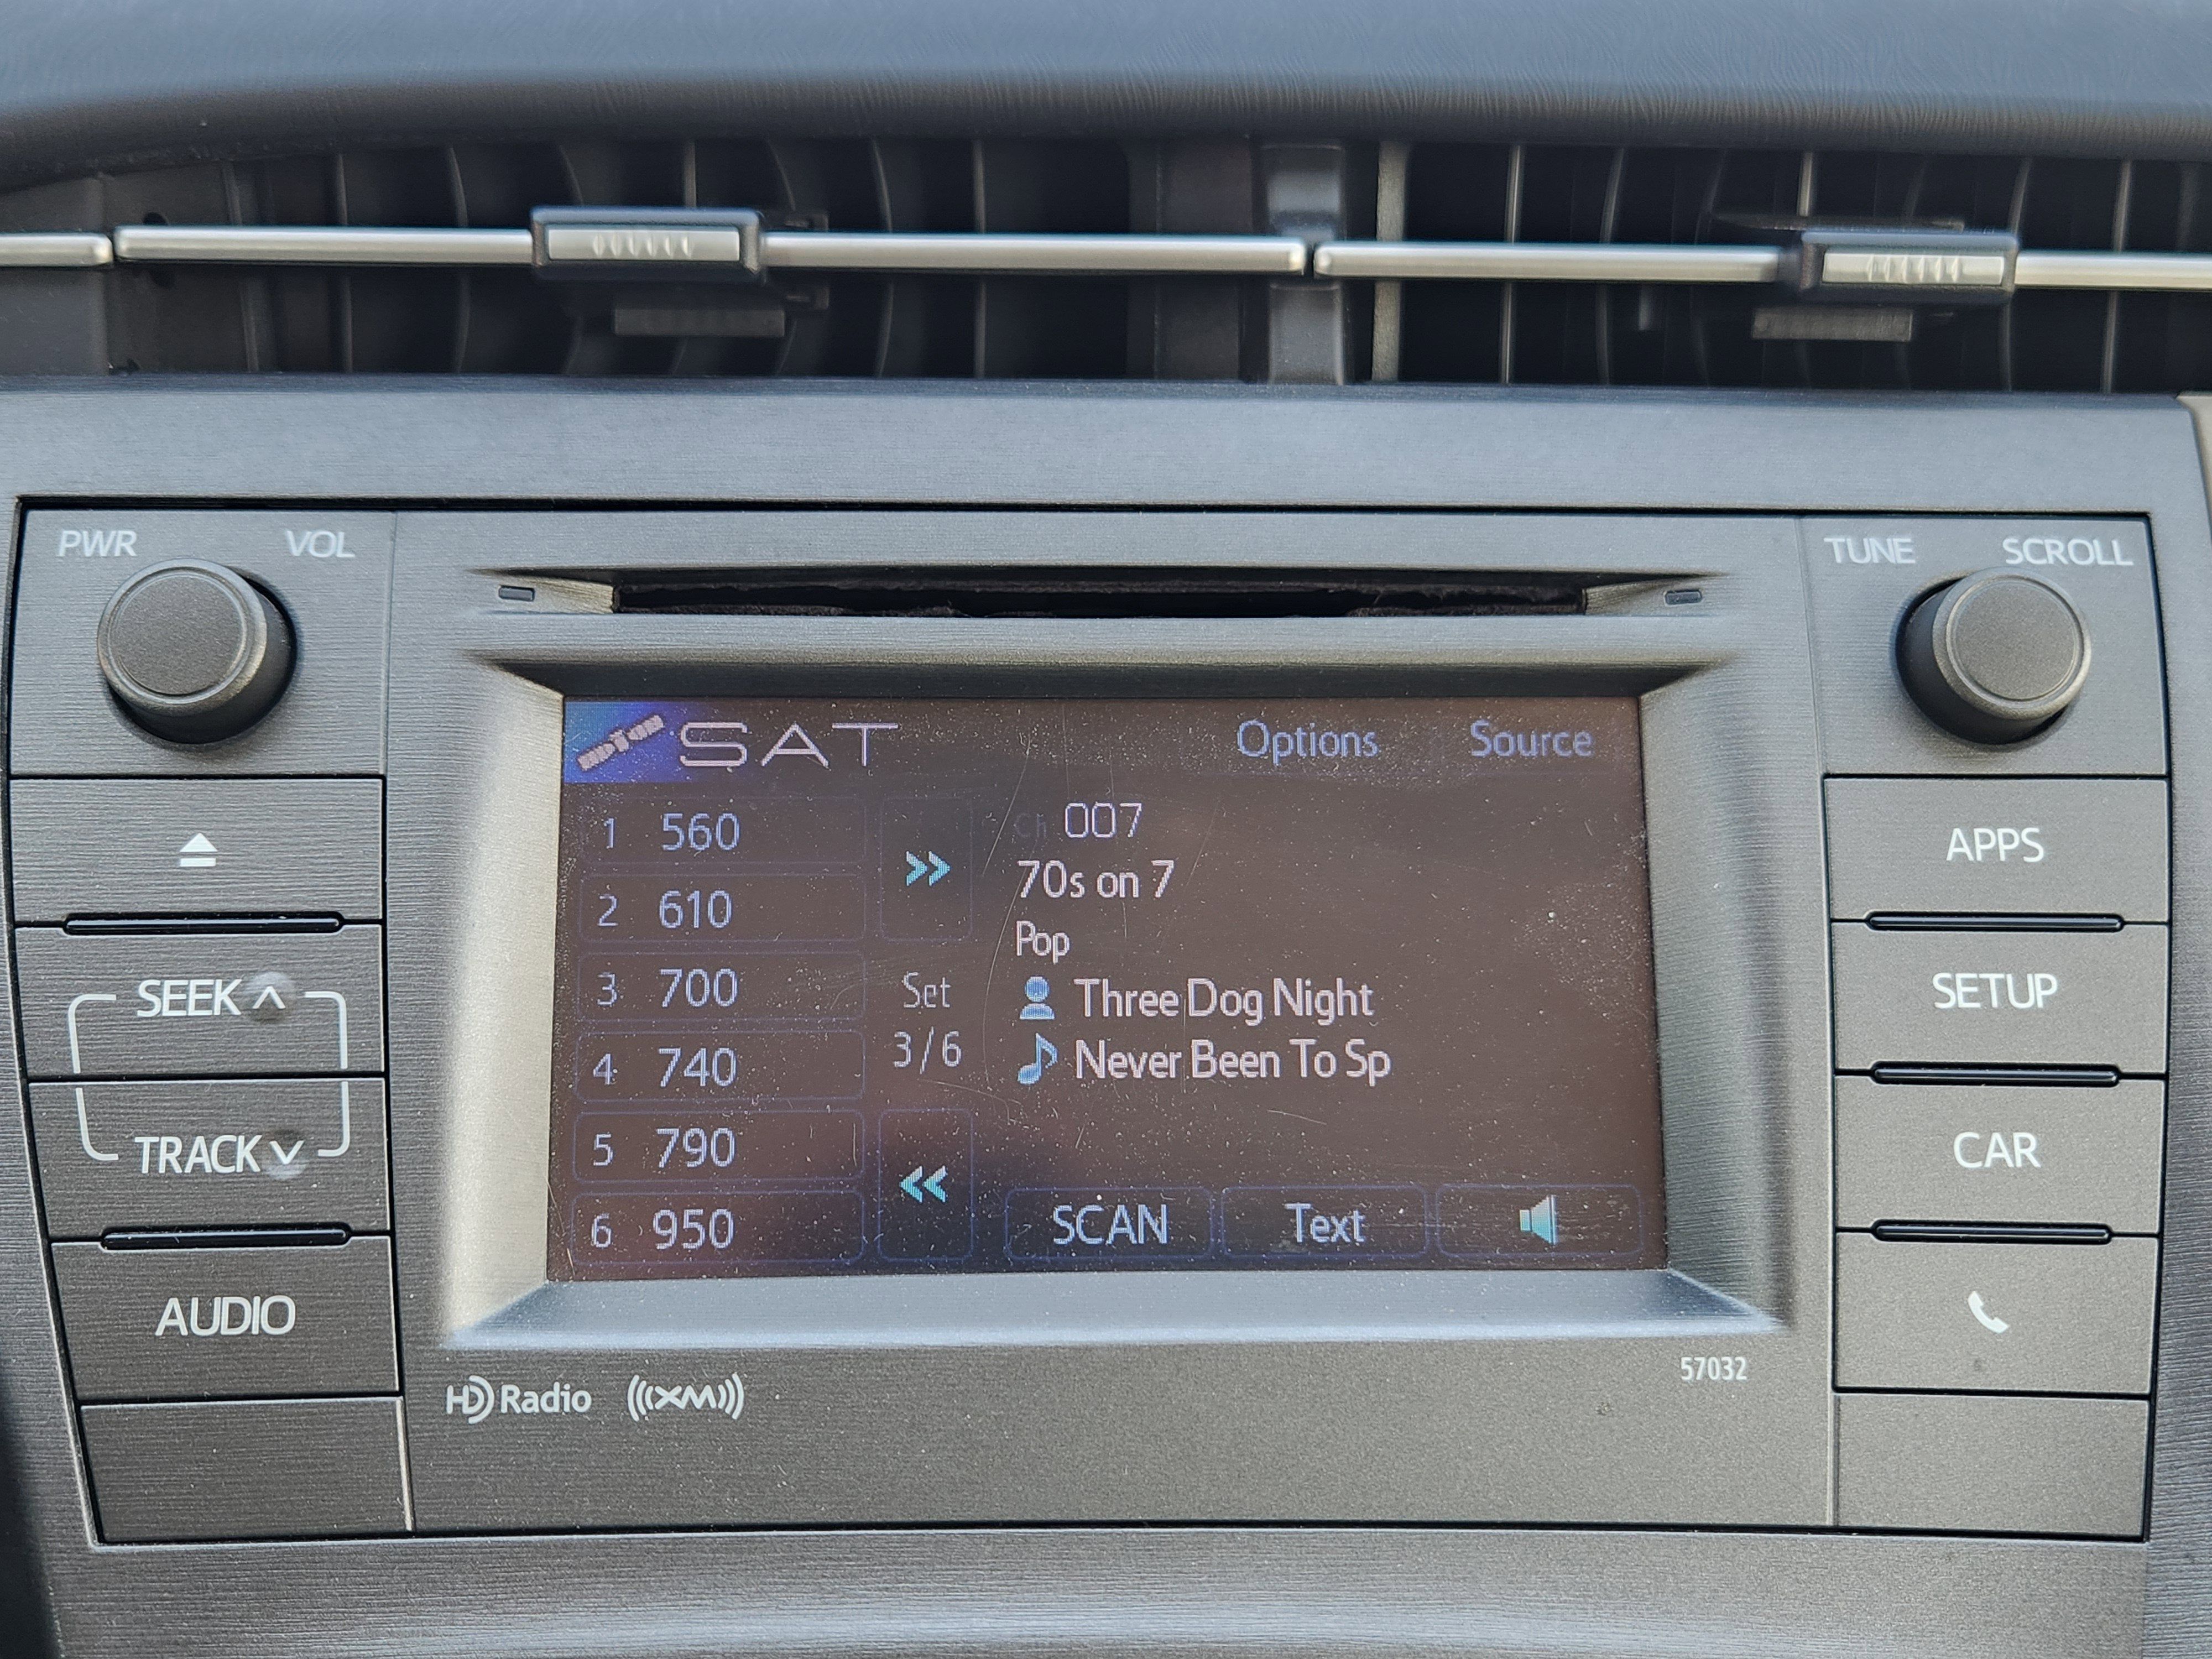 PWR VOL
TUNE SCROLL
SAT Options Source
1 560
2 610
3 700
4 740
5 790
6 950
Set
3/6
Ch 007
70s on 7
Pop
Three Dog Night
Never Been To Sp
SCAN Text
SEEK
TRACK
AUDIO
APPS
SETUP
CAR
HD Radio
XM
57032